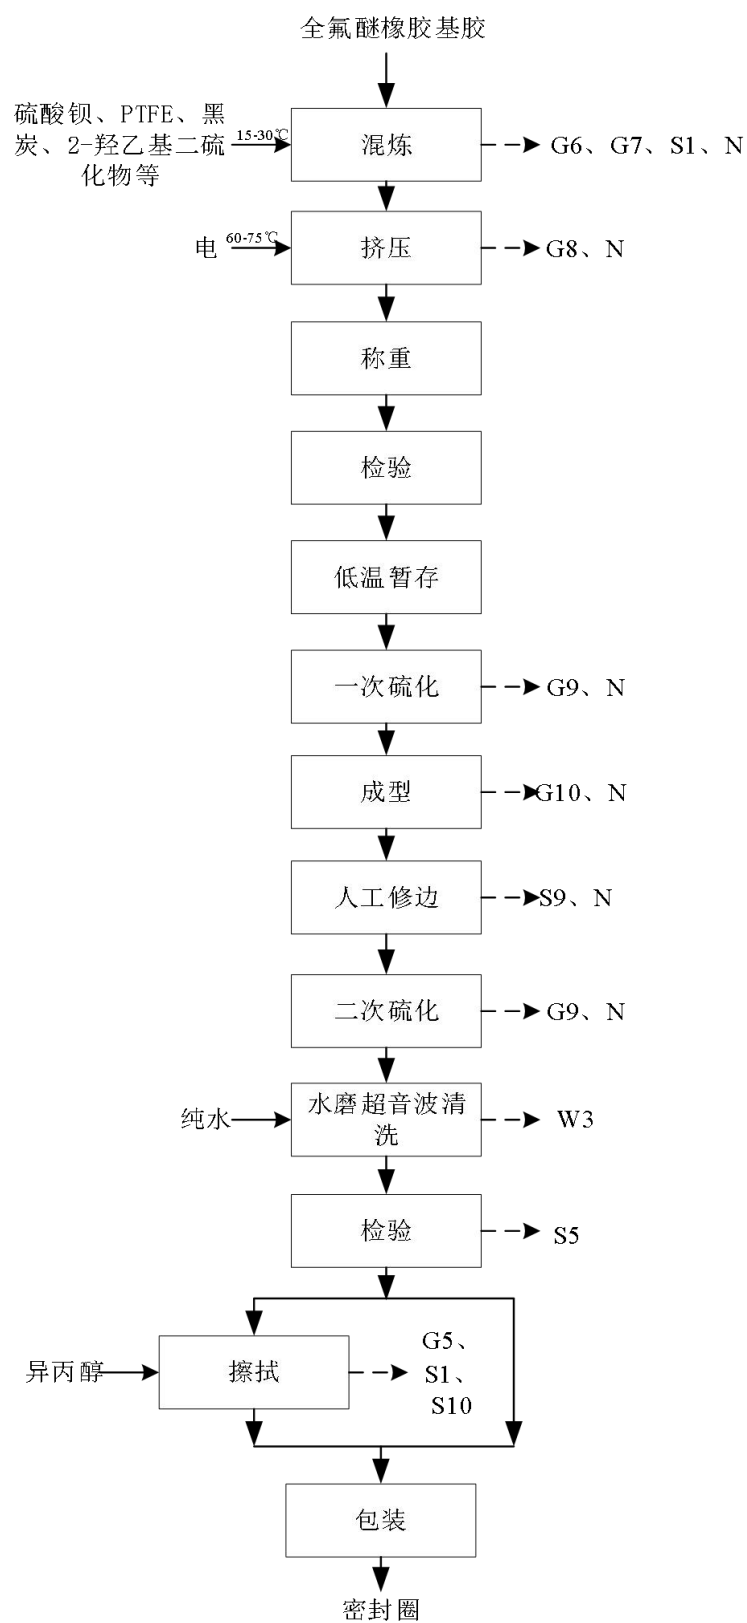 全氟醚橡胶基胶
硫酸钡、PTFE、黑
炭、2-羟乙基二硫
化物等
15-30℃
混炼
G6、G7、S1、N
电
60-75℃
挤压
G8、N
称重
检验
低温暂存
一次硫化
G9、N
成型
G10、N
人工修边
S9、N
二次硫化
G9、N
纯水
水磨超音波清
洗
W3
检验
S5
异丙醇
擦拭
G5、
S1、
S10
包装
密封圈